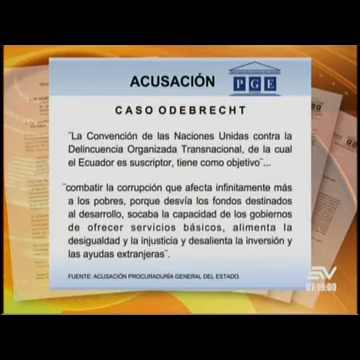 ACUSACIÓN
PGE
CASO ODEBRECHT
¨La Convención de las Naciones Unidas contra la
Delincuencia Organizada Transnacional, de la cual
el Ecuador es suscriptor, tiene como objetivo¨...
¨combatir la corrupción que afecta infinitamente más
a los pobres, porque desvía los fondos destinados
al desarrollo, socaba la capacidad de los gobiernos
de ofrecer servicios básicos, alimenta la
desigualdad y la injusticia y desalienta la inversión y
las ayudas extranjeras¨.
FUENTE: ACUSACIÓN PROCURADURÍA GENERAL DEL ESTADO.
07:19:00